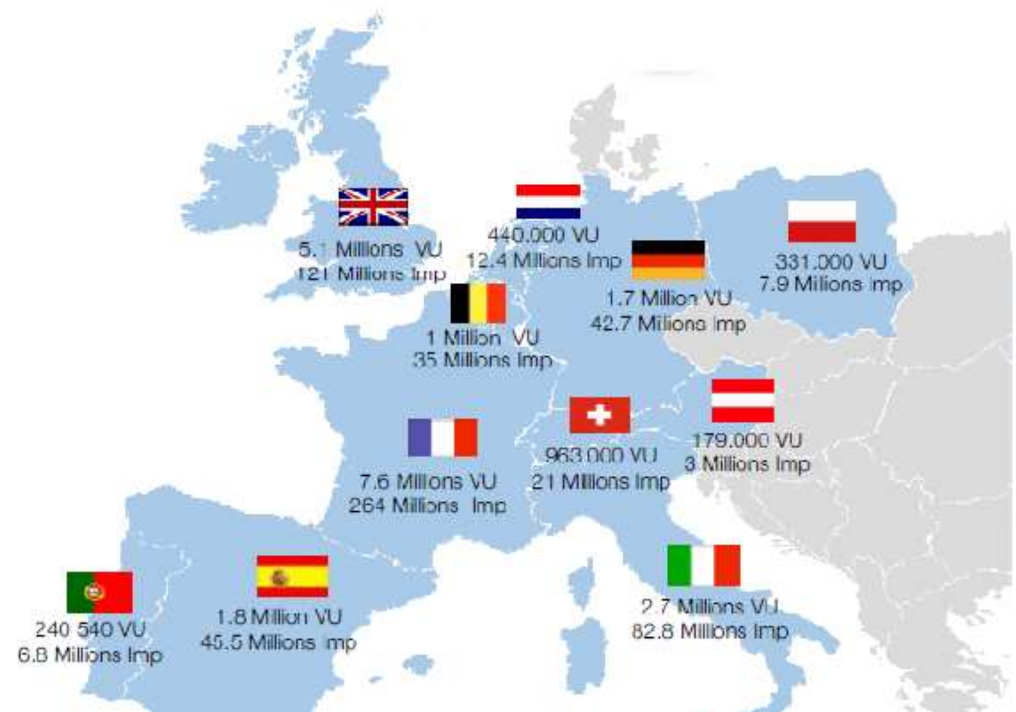 5.1 Millions VU
121 Millions Imp
440.000 VU
12.4 Millions Imp
331.000 VU
7.9 Millions Imp
1.7 Million VU
42.7 Millions Imp
1 Million VU
35 Millions Imp
179.000 VU
3 Millions Imp
963 000 VU
21 Millions Imp
7.6 Millions VU
264 Millions Imp
2.7 Millions VU
82.8 Millions Imp
1.8 Million VU
45.5 Millions Imp
240 540 VU
6.8 Millions Imp